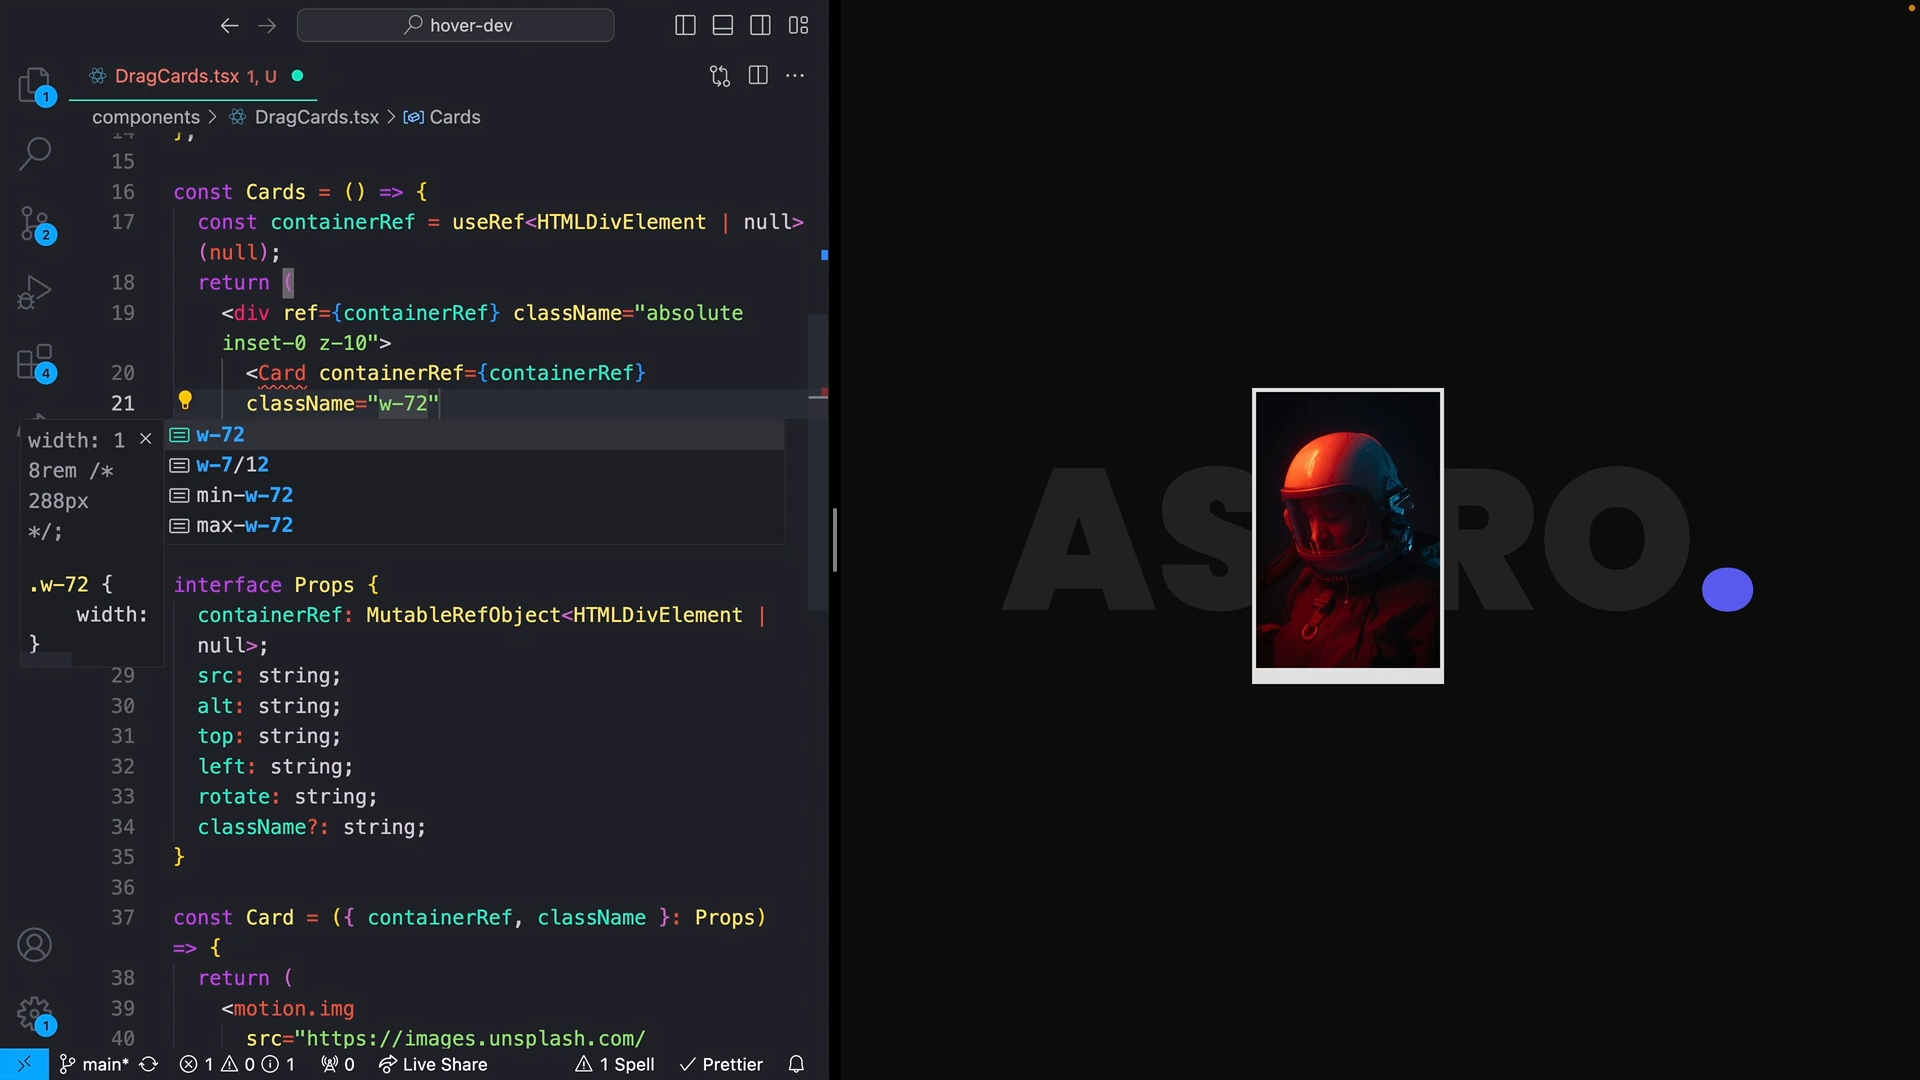 hover-dev
DragCards.tsx 1, U
components > DragCards.tsx > Cards
14 },
15
16 const Cards = () => {
17 const containerRef = useRef<HTMLDivElement | null>
(null);
18 return (
19 <div ref={containerRef} className="absolute
inset-0 z-10">
20 <Card containerRef={containerRef}
21 className="w-72"
w-72
w-7/12
min-w-72
max-w-72
width: 1
8rem /*
288px
*/;
.w-72 {
width:
}
interface Props {
containerRef: MutableRefObject<HTMLDivElement |
null>;
29 src: string;
30 alt: string;
31 top: string;
32 left: string;
33 rotate: string;
34 className?: string;
35 }
36
37 const Card = ({ containerRef, className }: Props)
=> {
38 return (
39 <motion.img
40 src="https://images.unsplash.com/
1
2
4
1
main* 1 0 1 0 Live Share 1 Spell Prettier
AS RO